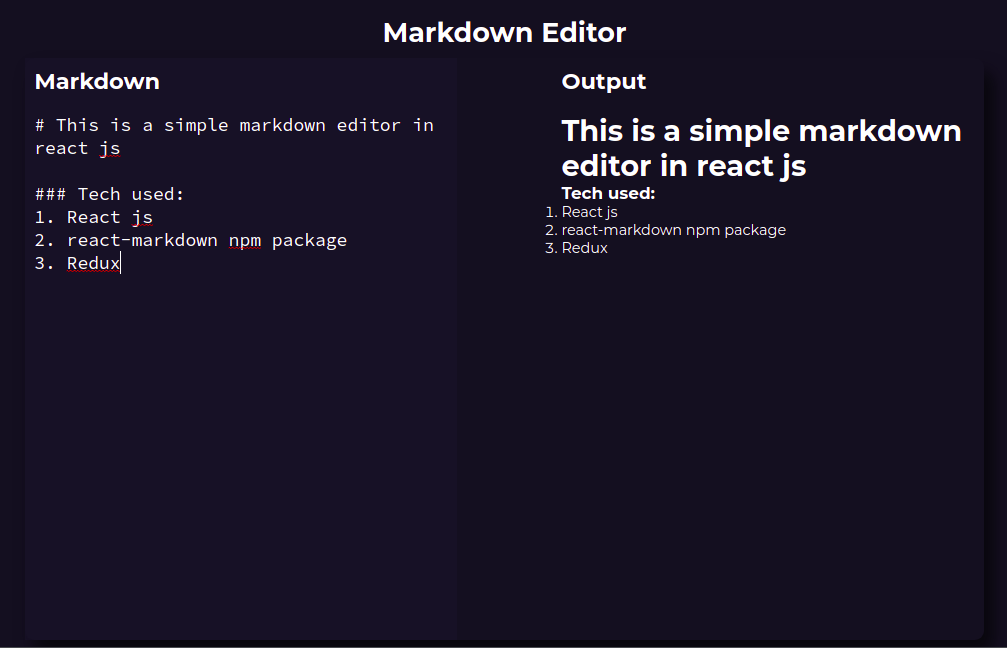 Markdown Editor
Markdown
# This is a simple markdown editor in
react js
### Tech used:
1. React js
2. react-markdown npm package
3. Redux
Output
This is a simple markdown
editor in react js
Tech used:
1. React js
2. react-markdown npm package
3. Redux